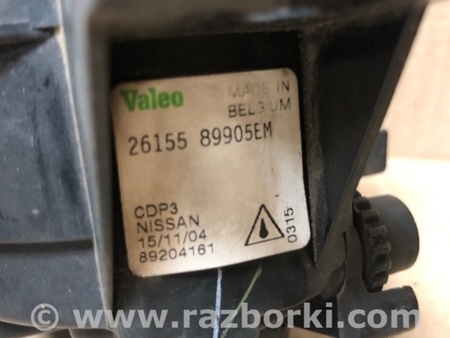 Valeo
MADE IN
BELGIUM
26155 89905EM
CDP3
NISSAN
15/11/04
89204161
0315
© www.razborki.com/